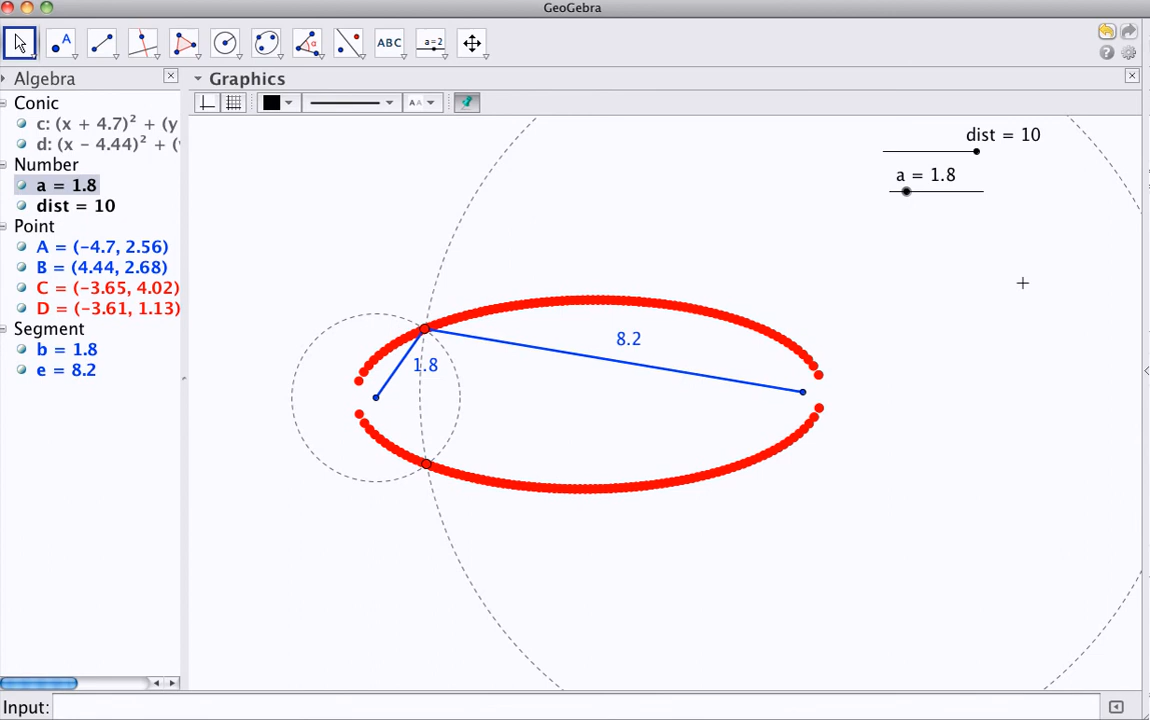 GeoGebra
A
ABC
a=2
Algebra
Graphics
Conic
c: (x + 4.7)² + (y
d: (x − 4.44)² + (
Number
a = 1.8
dist = 10
Point
A = (−4.7, 2.56)
B = (4.44, 2.68)
C = (−3.65, 4.02)
D = (−3.61, 1.13)
Segment
b = 1.8
e = 8.2
AA
dist = 10
a = 1.8
8.2
1.8
Input: